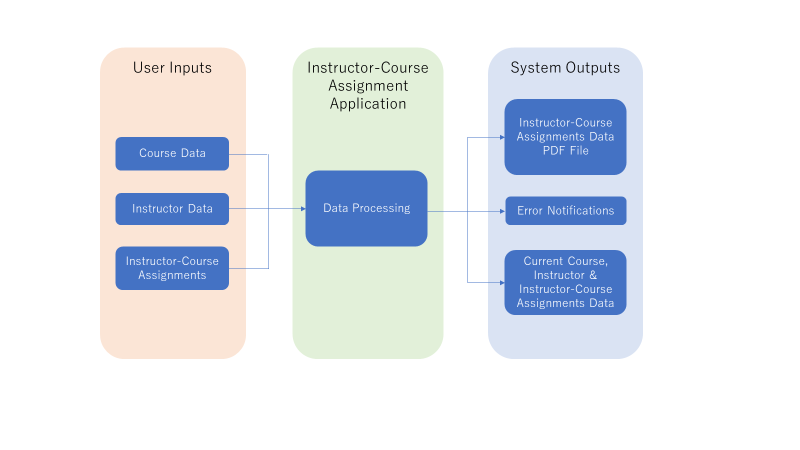 User Inputs
Course Data
Instructor Data
Instructor-Course
Assignments
Instructor-Course
Assignment
Application
Data Processing
System Outputs
Instructor-Course
Assignments Data
PDF File
Error Notifications
Current Course,
Instructor &
Instructor-Course
Assignments Data